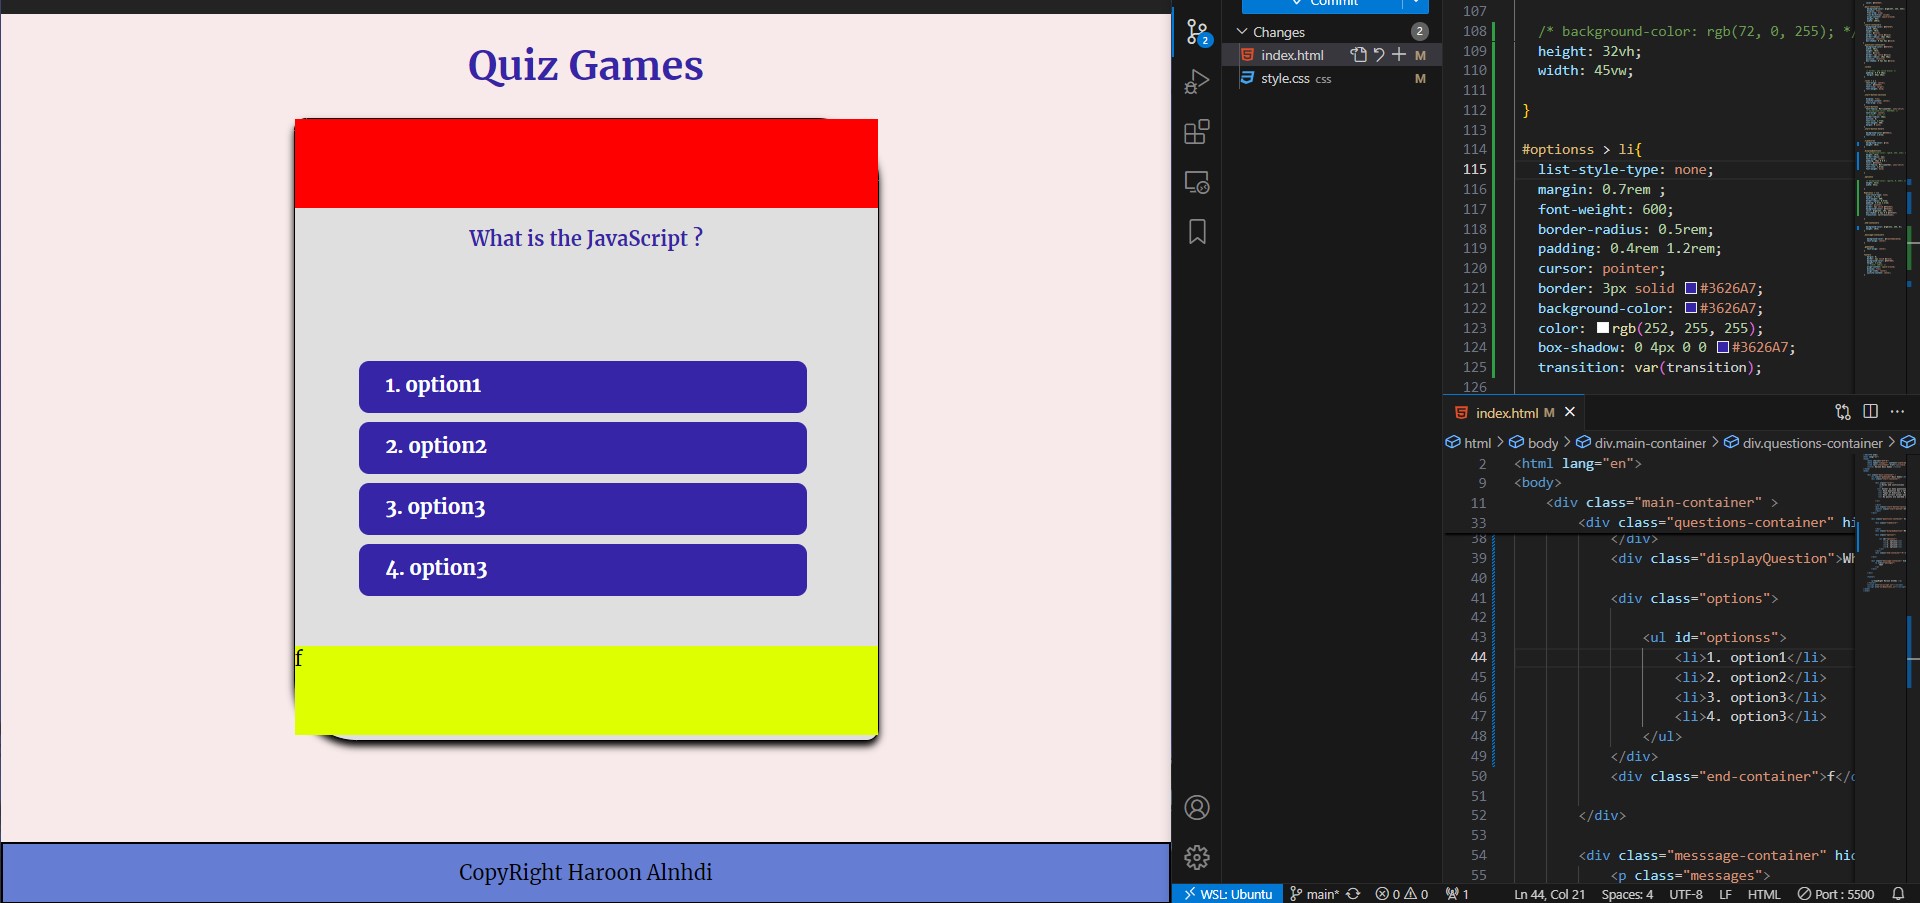 Quiz Games
What is the JavaScript ?
1. option1
2. option2
3. option3
4. option3
f
CopyRight Haroon Alnhdi
2
Commit
Changes
2
index.html
M
style.css css
M
107
108 /* background-color: rgb(72, 0, 255); */
109 height: 32vh;
110 width: 45vw;
111
112 }
113
114 #optionss > li{
115 list-style-type: none;
116 margin: 0.7rem ;
117 font-weight: 600;
118 border-radius: 0.5rem;
119 padding: 0.4rem 1.2rem;
120 cursor: pointer;
121 border: 3px solid #3626A7;
122 background-color: #3626A7;
123 color: rgb(252, 255, 255);
124 box-shadow: 0 4px 0 0 #3626A7;
125 transition: var(transition);
126
index.html M
html > body > div.main-container > div.questions-container >
2 <html lang="en">
9 <body>
11 <div class="main-container" >
33 <div class="questions-container" hi
38 </div>
39 <div class="displayQuestion">Wh
40
41 <div class="options">
42
43 <ul id="optionss">
44 <li>1. option1</li>
45 <li>2. option2</li>
46 <li>3. option3</li>
47 <li>4. option3</li>
48 </ul>
49 </div>
50 <div class="end-container">f</
51
52 </div>
53
54 <div class="messsage-container" hid
55 <p class="messages">
WSL: Ubuntu main* 0 0 1 Ln 44, Col 21 Spaces: 4 UTF-8 LF HTML Port : 5500